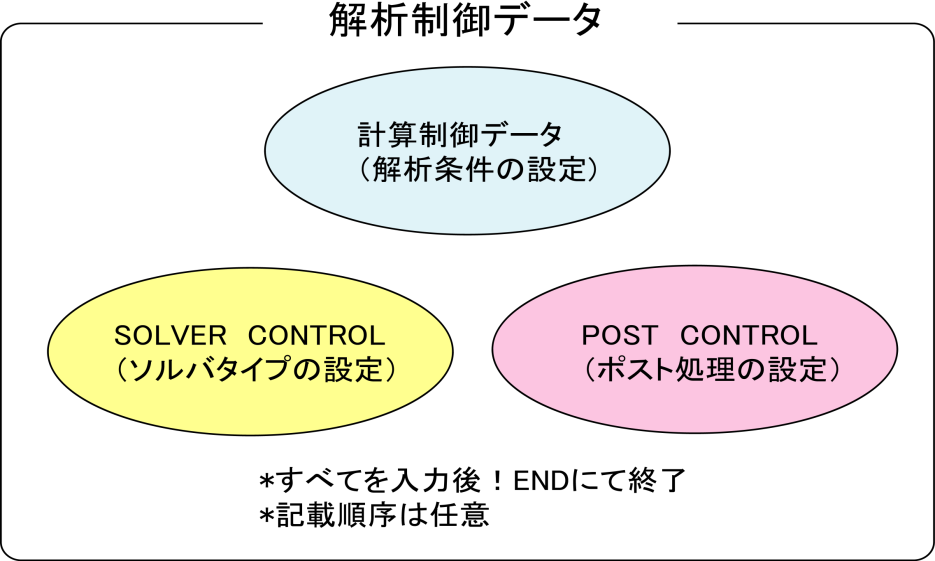 解析制御データ
計算制御データ
（解析条件の設定）
SOLVER　CONTROL
（ソルバタイプの設定）
POST　CONTROL
（ポスト処理の設定）
*すべてを入力後！ENDにて終了
*記載順序は任意